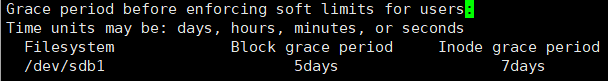 Grace period before enforcing soft limits for users:
Time units may be: days, hours, minutes, or seconds
Filesystem Block grace period Inode grace period
/dev/sdb1 5days 7days